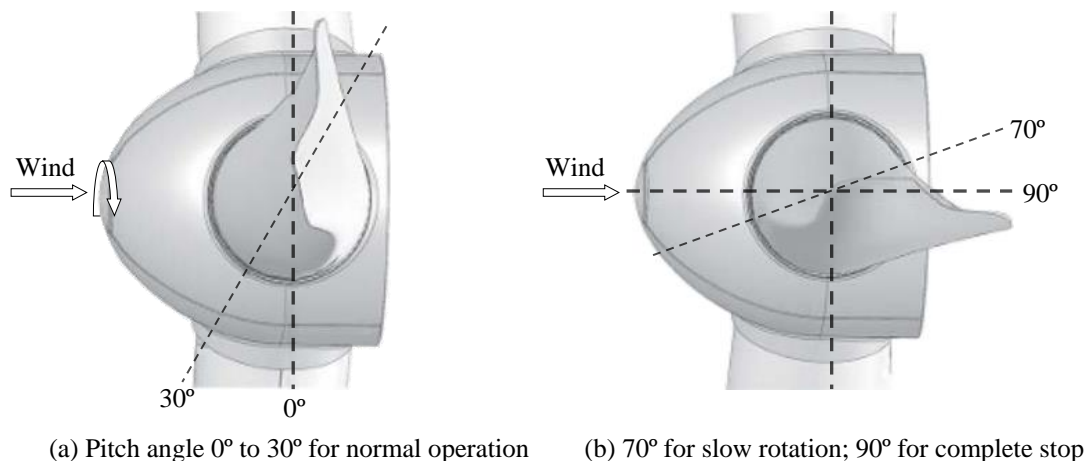 Wind
30º
0º
(a) Pitch angle 0º to 30º for normal operation
Wind
70º
90º
(b) 70º for slow rotation; 90º for complete stop